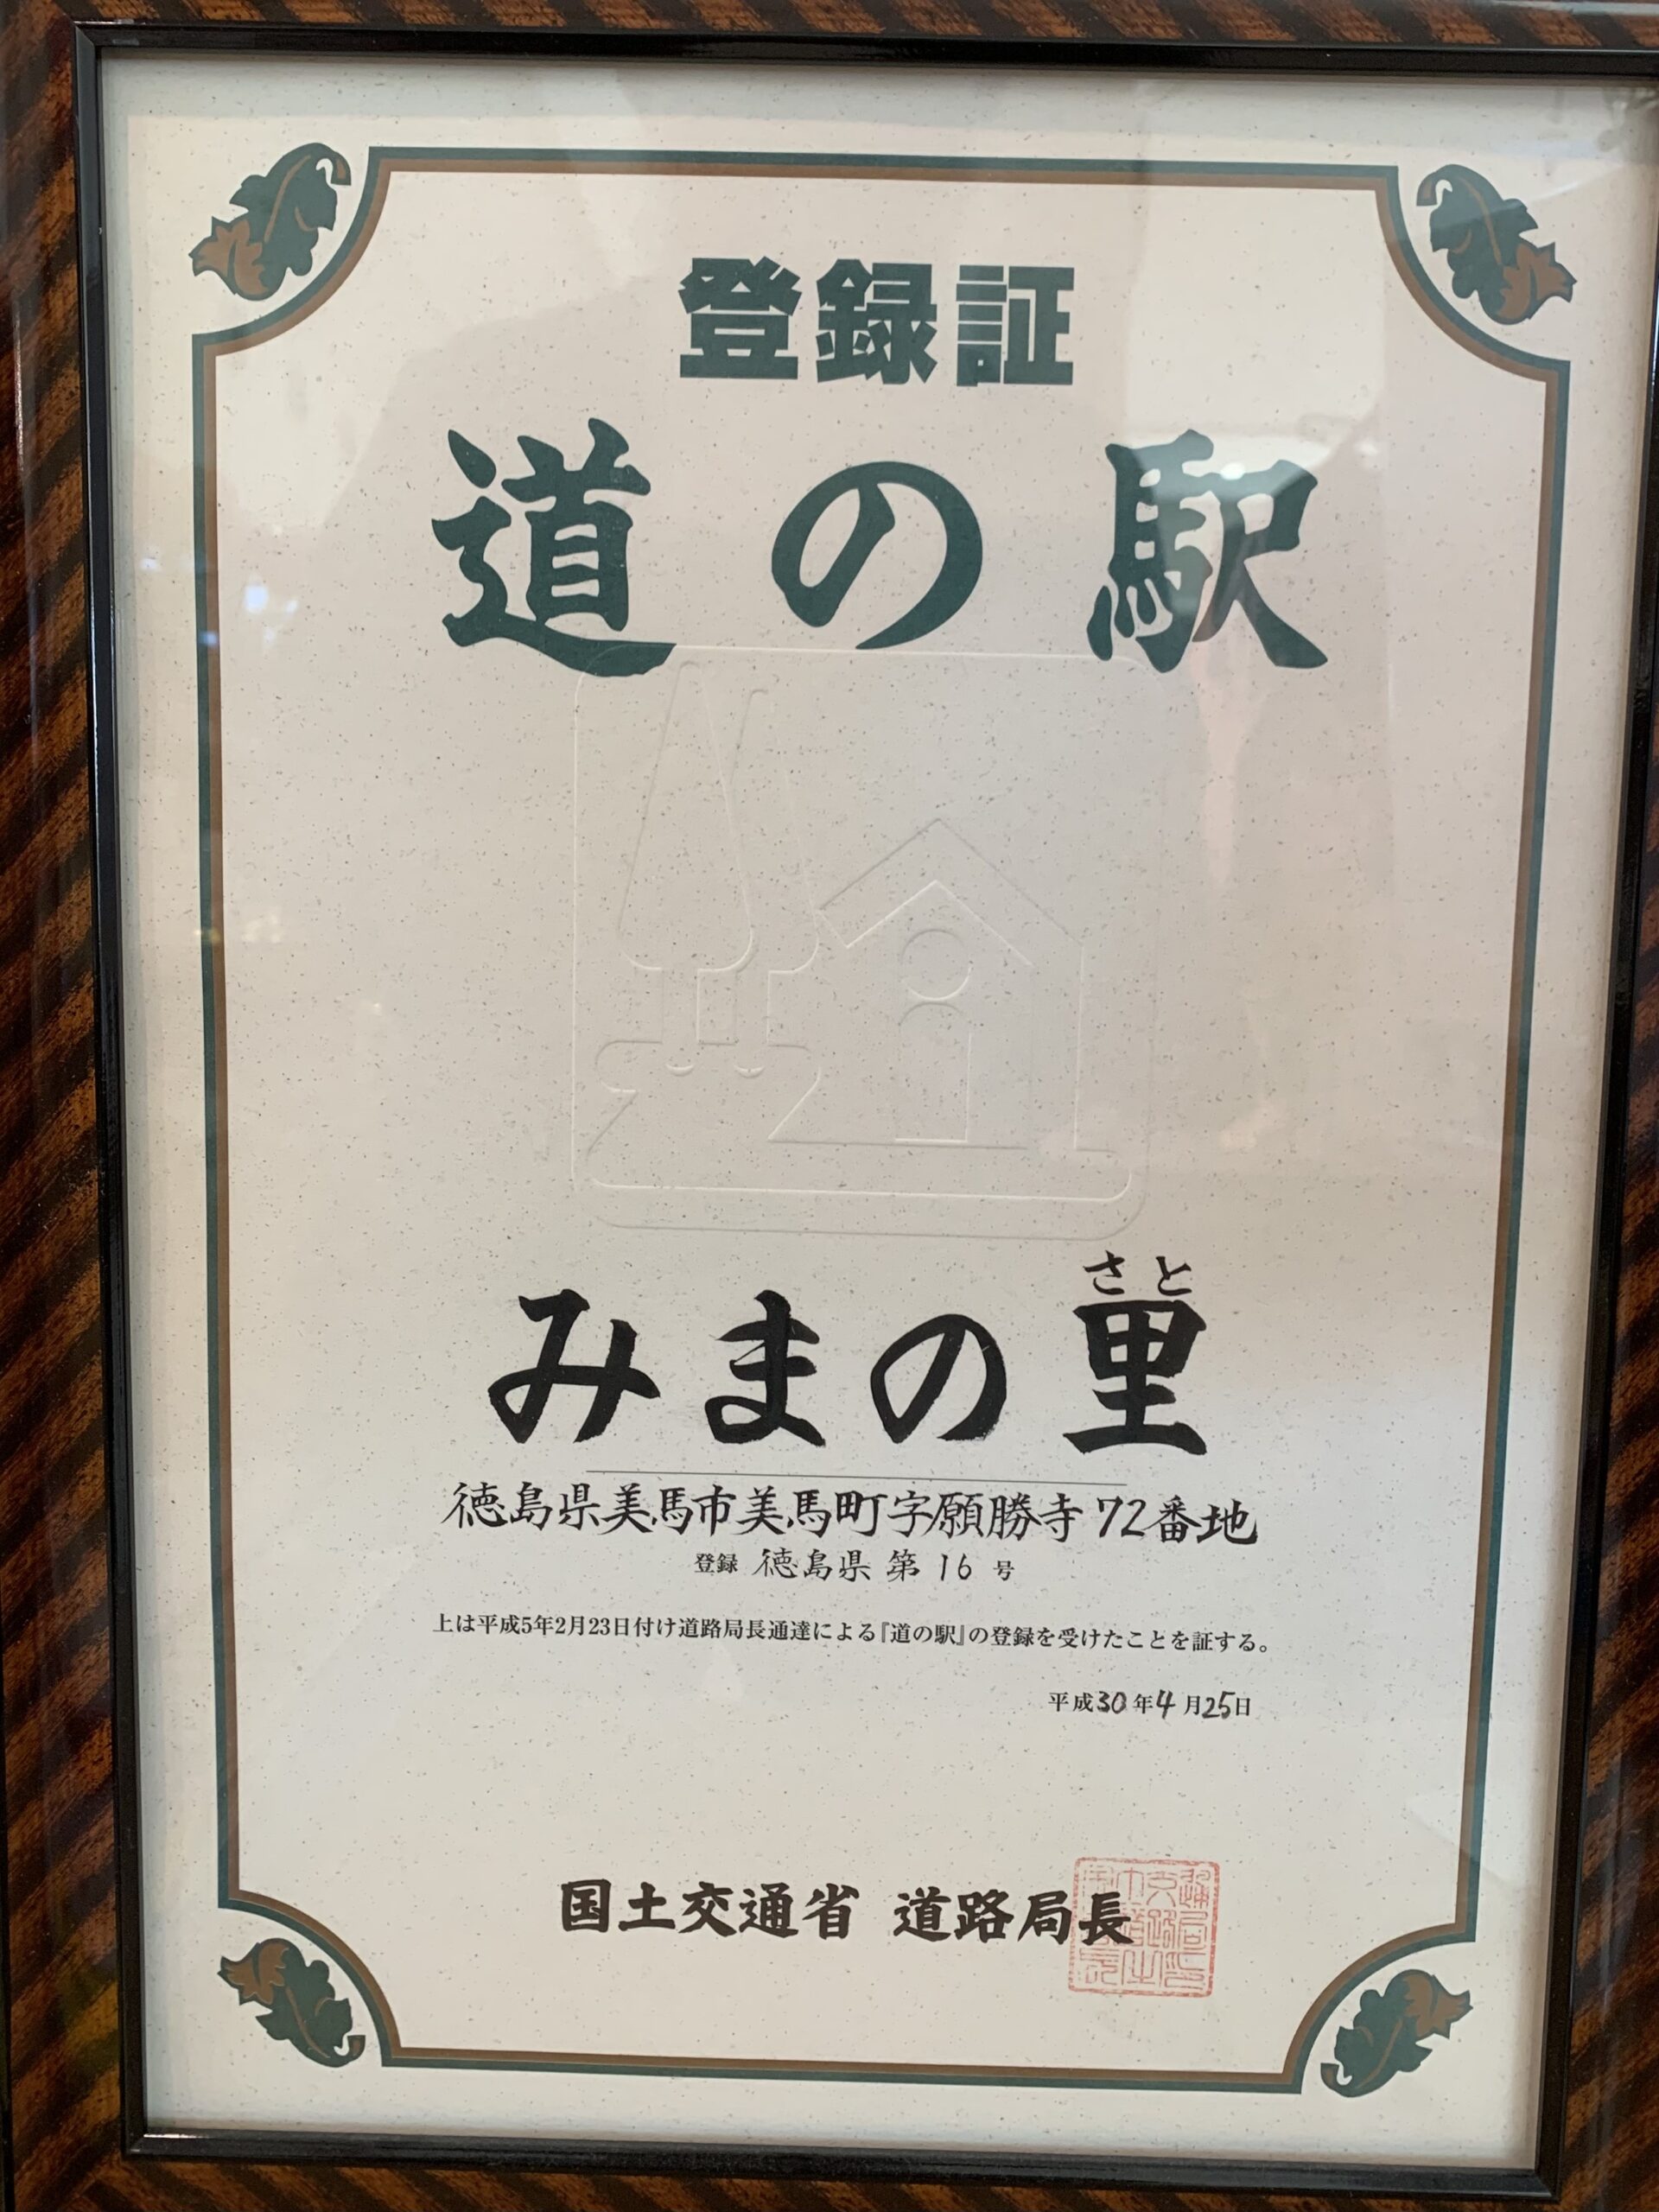 登録証
道の駅
さと
みまの里
徳島県美馬市美馬町字願勝寺72番地
登録 徳島県 第 16 号
上は平成5年2月23日付け道路局長通達による『道の駅』の登録を受けたことを証する。
平成30年4月25日
国土交通省 道路局長